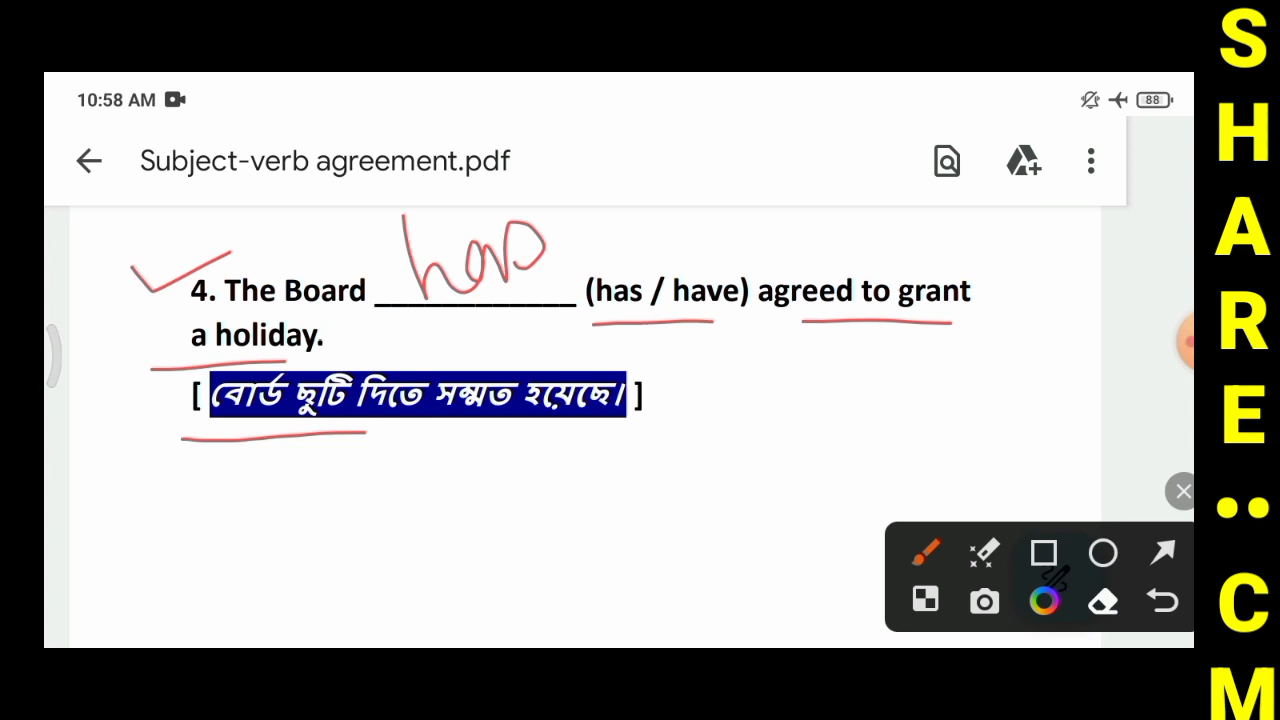 10:58 AM
88
Subject-verb agreement.pdf
has
4. The Board ____________ (has / have) agreed to grant
a holiday.
[ বোর্ড ছুটি দিতে সম্মত হয়েছে। ]
S
H
A
R
E
••
C
M